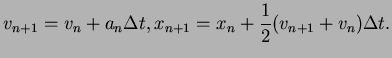 $v_{n+1} = v_n + a_n \Delta t, x_{n+1} = x_n + \frac{1}{2}(v_{n+1} + v_n)\Delta t.$